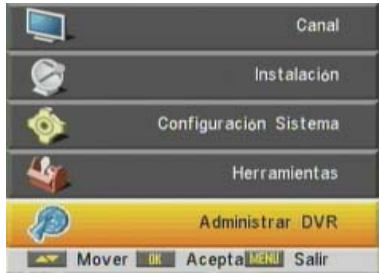 Canal
Instalación
Configuración Sistema
Herramientas
Administrar DVR
Mover OK Acepta MENU Salir